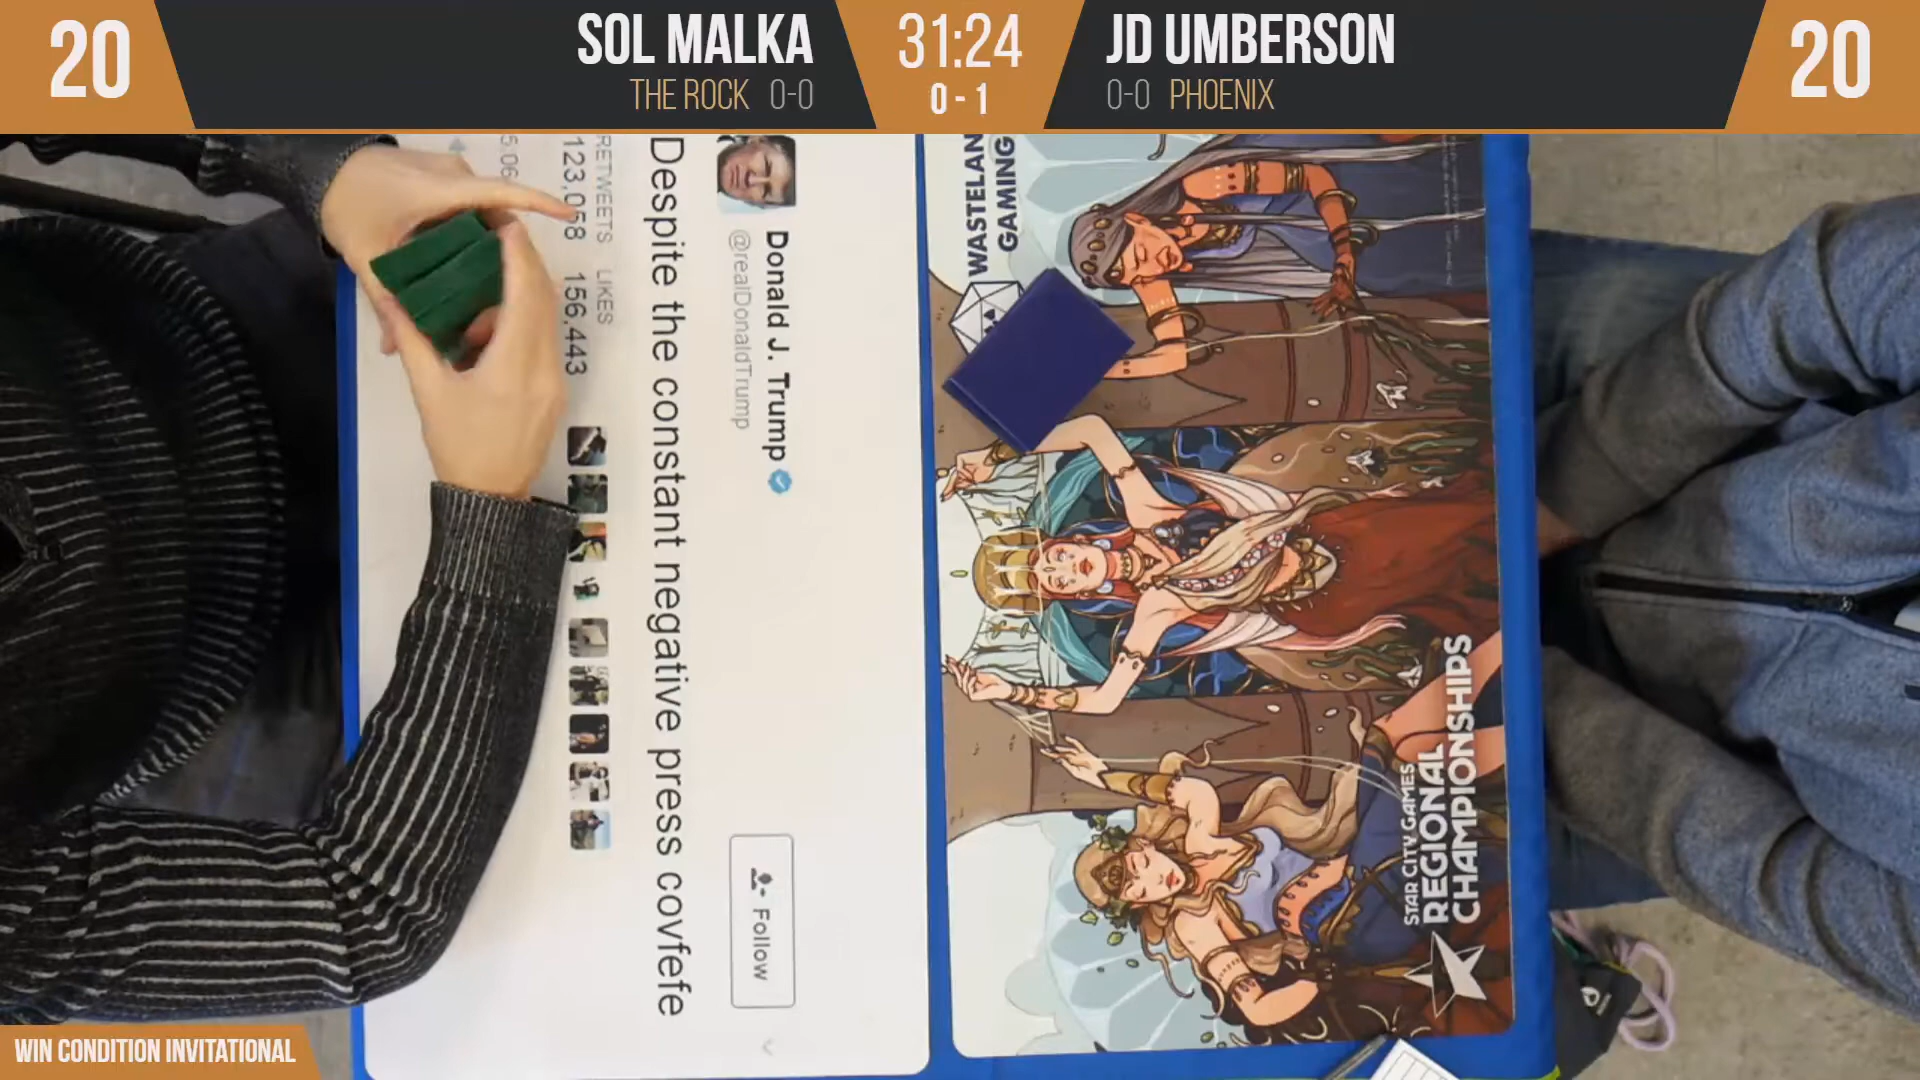 20
SOL MALKA
THE ROCK 0-0
31:24
0 - 1
JD UMBERSON
0-0 PHOENIX
20
Donald J. Trump
@realDonaldTrump
Follow
Despite the constant negative press covfefe
RETWEETS
123,058
LIKES
156,443
5:06
GAMING
STAR CITY GAMES
REGIONAL
CHAMPIONSHIPS
WIN CONDITION INVITATIONAL